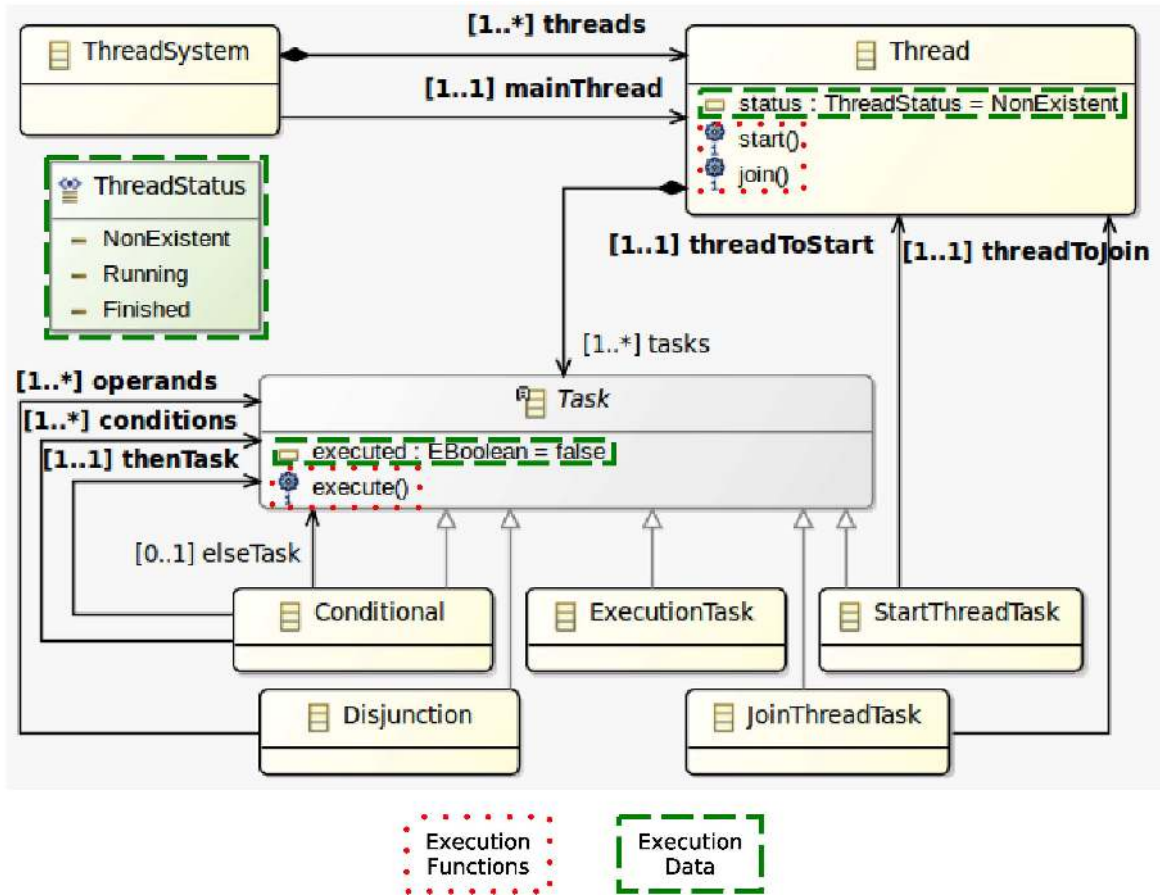 [1..*] threads
ThreadSystem
Thread
[1..1] mainThread
status : ThreadStatus = NonExistent
start()
join()
ThreadStatus
NonExistent
Running
Finished
[1..1] threadToStart
[1..1] threadToJoin
[1..*] tasks
[1..*] operands
Task
[1..*] conditions
executed : EBoolean = false
[1..1] thenTask
execute()
[0..1] elseTask
Conditional
ExecutionTask
StartThreadTask
Disjunction
JoinThreadTask
Execution
Functions
Execution
Data